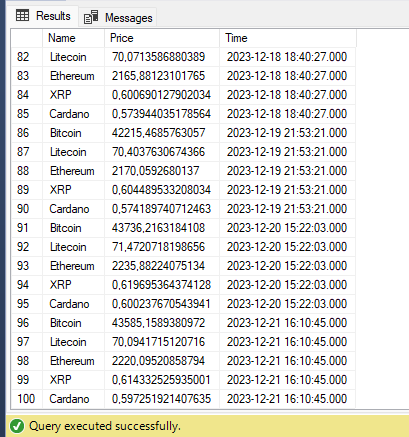 Results Messages
Name Price Time
82 Litecoin 70,0713586880389 2023-12-18 18:40:27.000
83 Ethereum 2165,88123101765 2023-12-18 18:40:27.000
84 XRP 0,600690127902034 2023-12-18 18:40:27.000
85 Cardano 0,573944035178564 2023-12-18 18:40:27.000
86 Bitcoin 42215,4685763057 2023-12-19 21:53:21.000
87 Litecoin 70,4037630674366 2023-12-19 21:53:21.000
88 Ethereum 2170,0592680137 2023-12-19 21:53:21.000
89 XRP 0,604489533208034 2023-12-19 21:53:21.000
90 Cardano 0,574189740712463 2023-12-19 21:53:21.000
91 Bitcoin 43736,2163184108 2023-12-20 15:22:03.000
92 Litecoin 71,4720718198656 2023-12-20 15:22:03.000
93 Ethereum 2235,88224075134 2023-12-20 15:22:03.000
94 XRP 0,619695364374128 2023-12-20 15:22:03.000
95 Cardano 0,600237670543941 2023-12-20 15:22:03.000
96 Bitcoin 43585,1589380972 2023-12-21 16:10:45.000
97 Litecoin 70,0941715120716 2023-12-21 16:10:45.000
98 Ethereum 2220,09520858794 2023-12-21 16:10:45.000
99 XRP 0,614332525935001 2023-12-21 16:10:45.000
100 Cardano 0,597251921407635 2023-12-21 16:10:45.000
Query executed successfully.